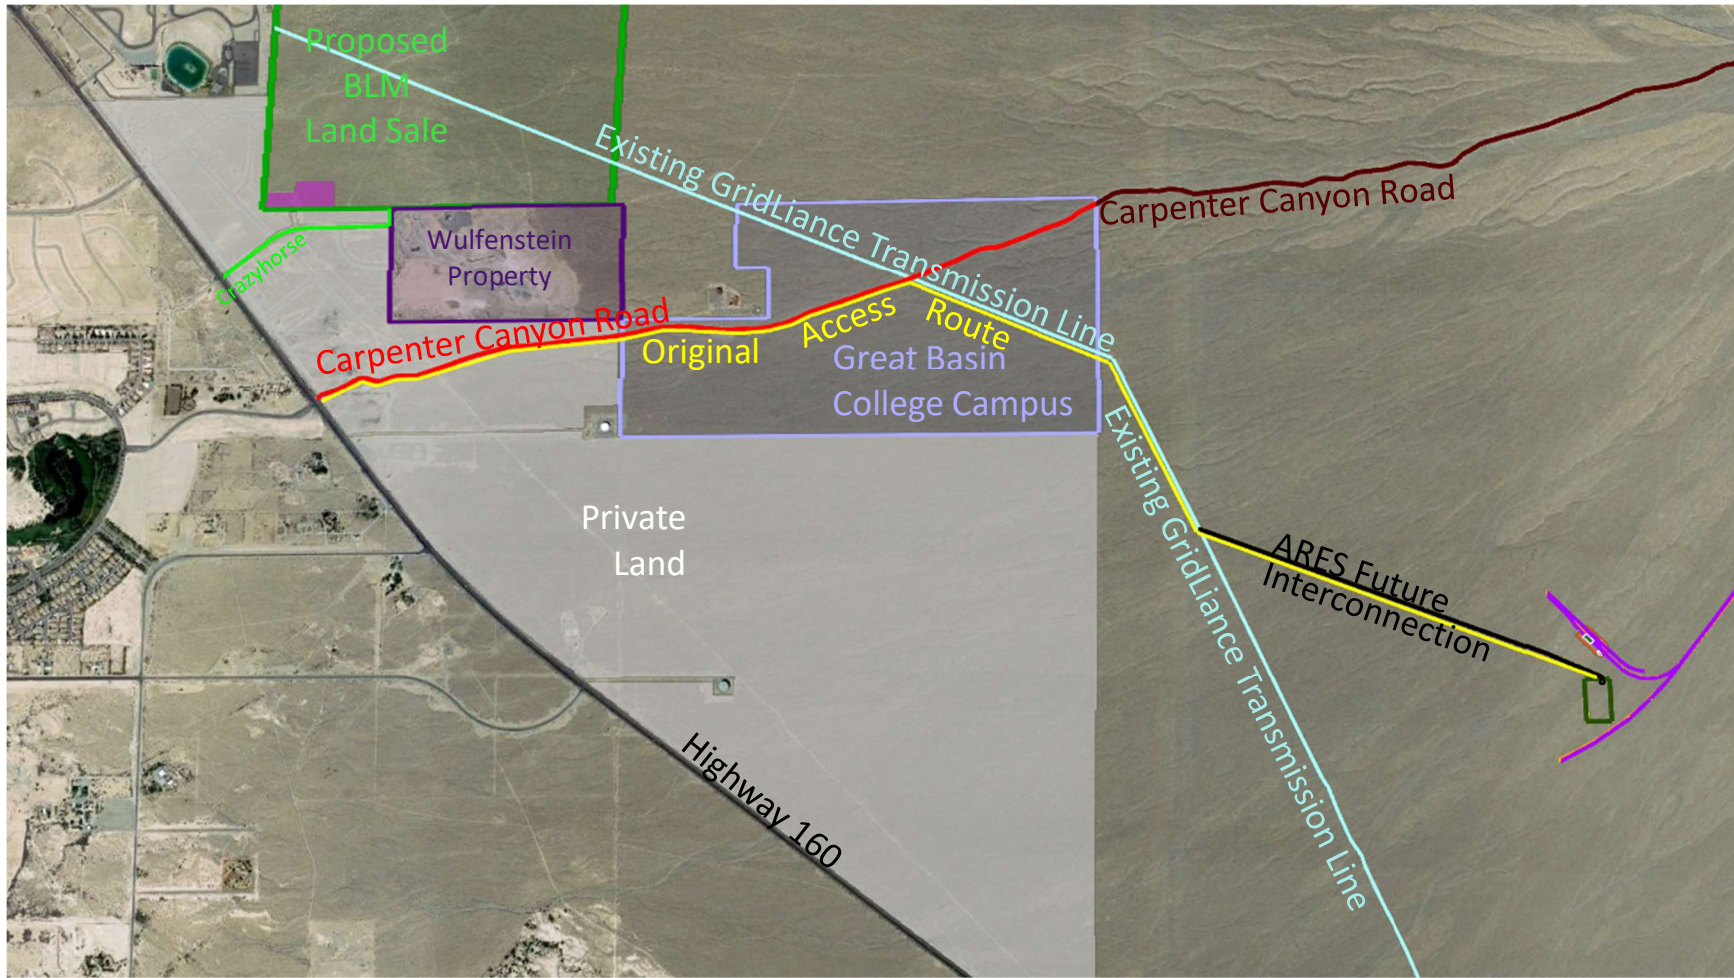 Proposed
BLM
Land Sale
Existing GridLiance Transmission Line
Carpenter Canyon Road
Crazyhorse
Wulfenstein
Property
Carpenter Canyon Road
Original
Access
Route
Great Basin
College Campus
Existing GridLiance Transmission Line
Private
Land
ARES Future
Interconnection
Highway 160